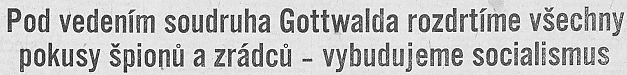 Pod vedením soudruha Gottwalda rozdrtíme všechny
pokusy špionů a zrádců – vybudujeme socialismus